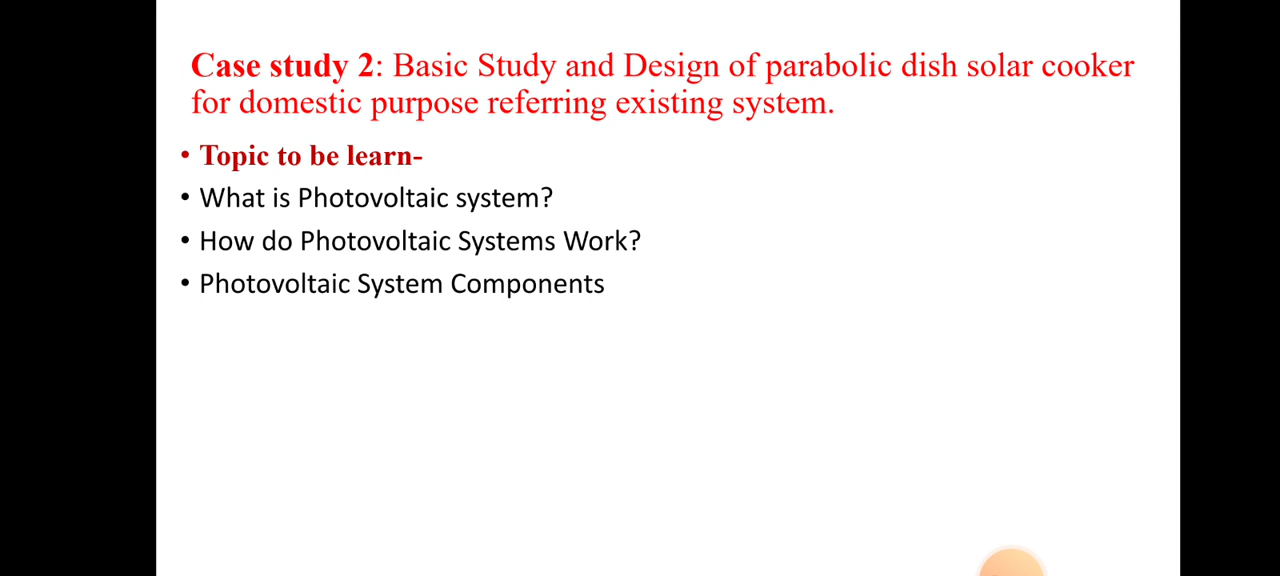 Case study 2: Basic Study and Design of parabolic dish solar cooker
for domestic purpose referring existing system.
• Topic to be learn-
• What is Photovoltaic system?
• How do Photovoltaic Systems Work?
• Photovoltaic System Components